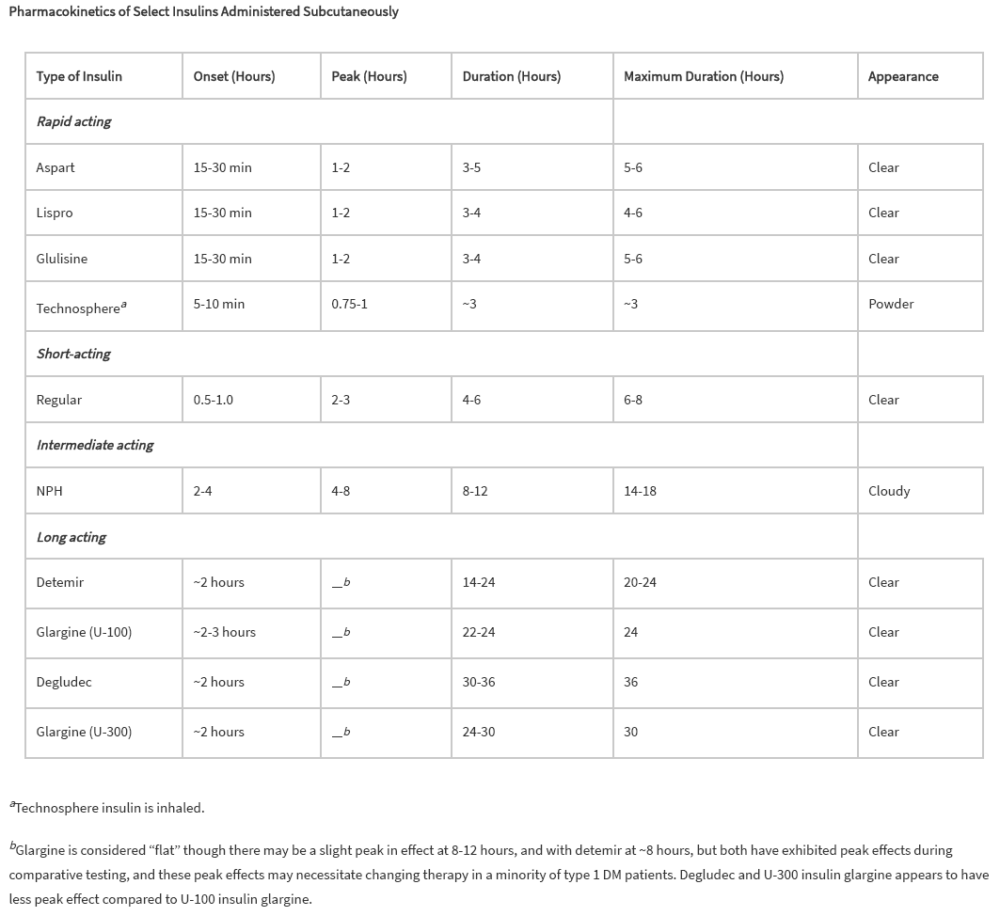 Pharmacokinetics of Select Insulins Administered Subcutaneously
Type of Insulin Onset (Hours) Peak (Hours) Duration (Hours) Maximum Duration (Hours) Appearance
Rapid acting
Aspart 15-30 min 1-2 3-5 5-6 Clear
Lispro 15-30 min 1-2 3-4 4-6 Clear
Glulisine 15-30 min 1-2 3-4 5-6 Clear
Technosphereª 5-10 min 0.75-1 ~3 ~3 Powder
Short-acting
Regular 0.5-1.0 2-3 4-6 6-8 Clear
Intermediate acting
NPH 2-4 4-8 8-12 14-18 Cloudy
Long acting
Detemir ~2 hours __b 14-24 20-24 Clear
Glargine (U-100) ~2-3 hours __b 22-24 24 Clear
Degludec ~2 hours __b 30-36 36 Clear
Glargine (U-300) ~2 hours __b 24-30 30 Clear
ªTechnosphere insulin is inhaled.
bGlargine is considered “flat” though there may be a slight peak in effect at 8-12 hours, and with detemir at ~8 hours, but both have exhibited peak effects during
comparative testing, and these peak effects may necessitate changing therapy in a minority of type 1 DM patients. Degludec and U-300 insulin glargine appears to have
less peak effect compared to U-100 insulin glargine.